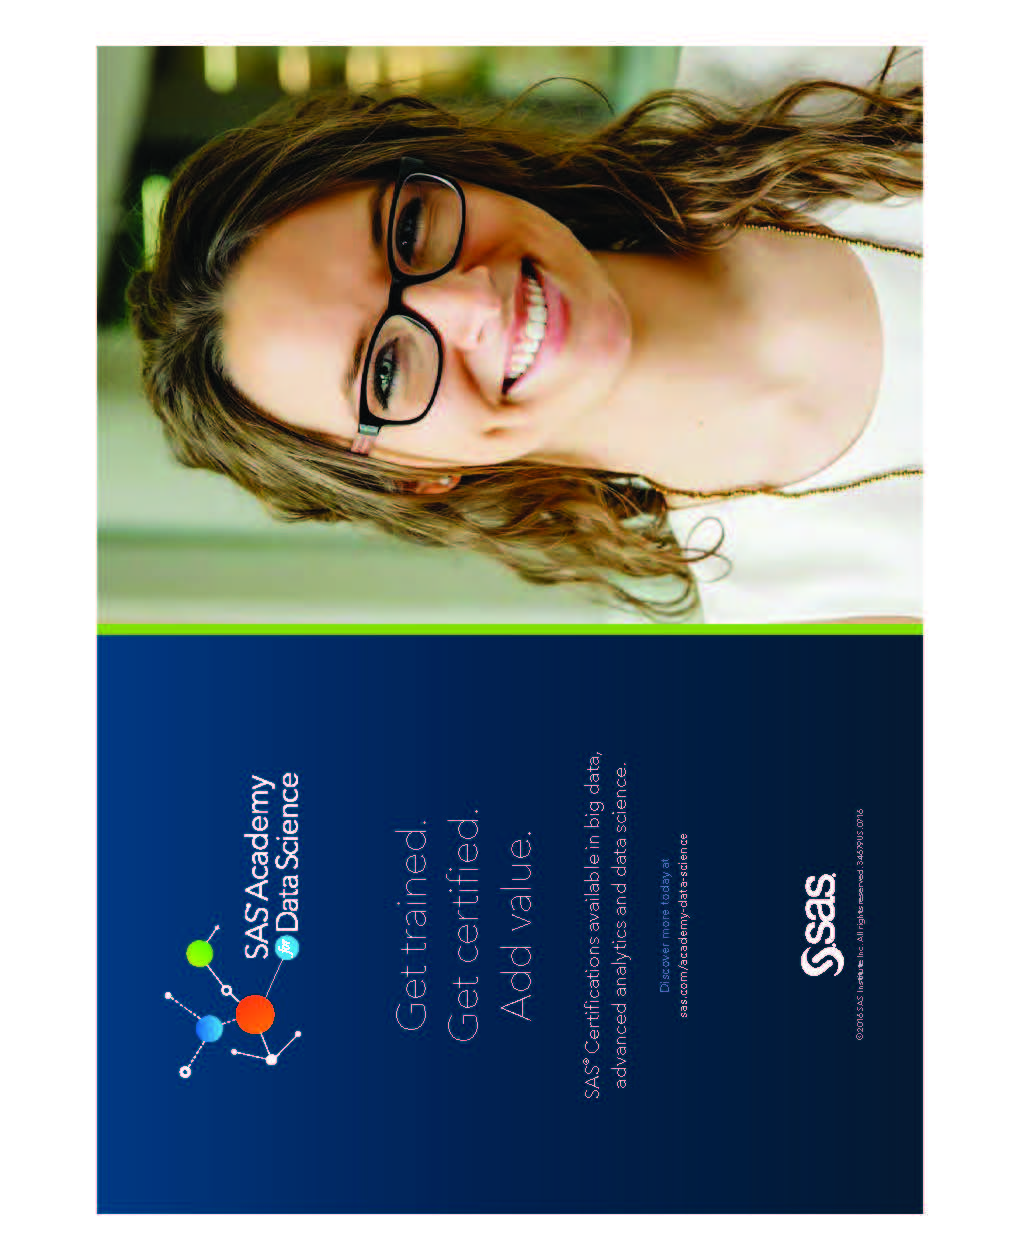 SAS® Academy
for Data Science
Get trained.
Get certified.
Add value.
SAS® Certifications available in big data,
advanced analytics and data science.
Discover more today at
sas.com/academy-data-science
sas.
© 2016 SAS Institute Inc. All rights reserved. 34679US.0716